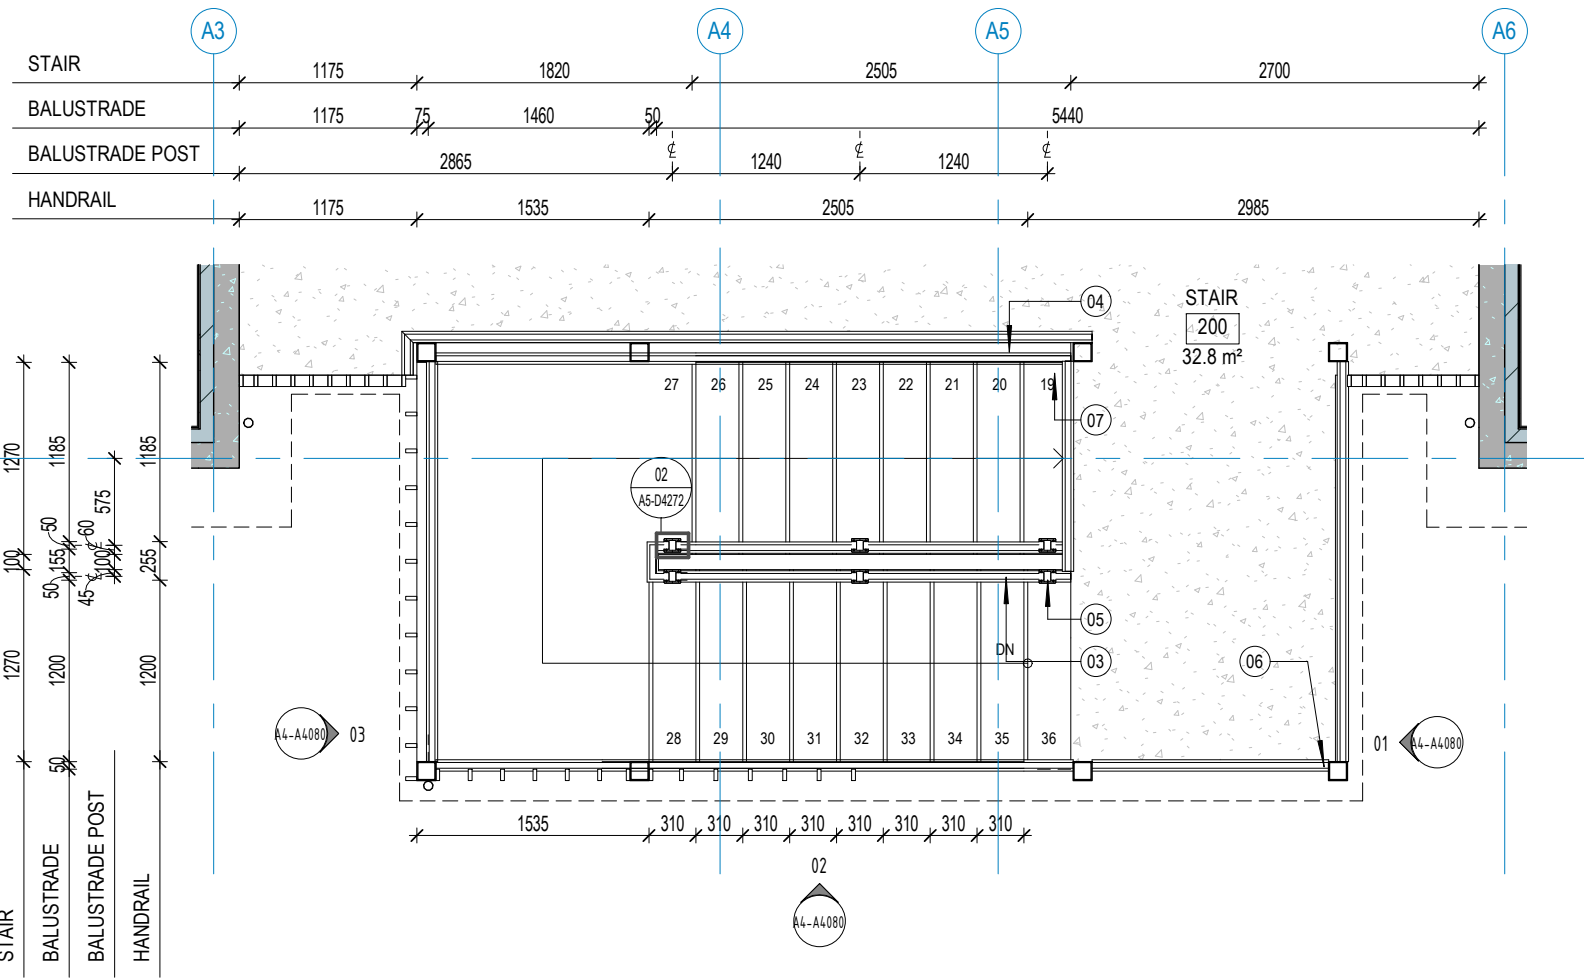 A3 A4 A5 A6
STAIR 1175 1820 2505 2700
BALUSTRADE 1175 75 1460 50 5440
BALUSTRADE POST 2865 ℄ 1240 ℄ 1240 ℄
HANDRAIL 1175 1535 2505 2985
04
STAIR
200
32.8 m²
27 26 25 24 23 22 21 20 19
07
02
A5-D4272
05
DN
03
06
28 29 30 31 32 33 34 35 36
A4-A4080 03
01 A4-A4080
1535 310 310 310 310 310 310 310 310
02
A4-A4080
STAIR 1270 100 1270
BALUSTRADE 50 1200 50 155 50 1185
BALUSTRADE POST 45 ℄ 100 ℄ 60 575
HANDRAIL 1200 255 1185